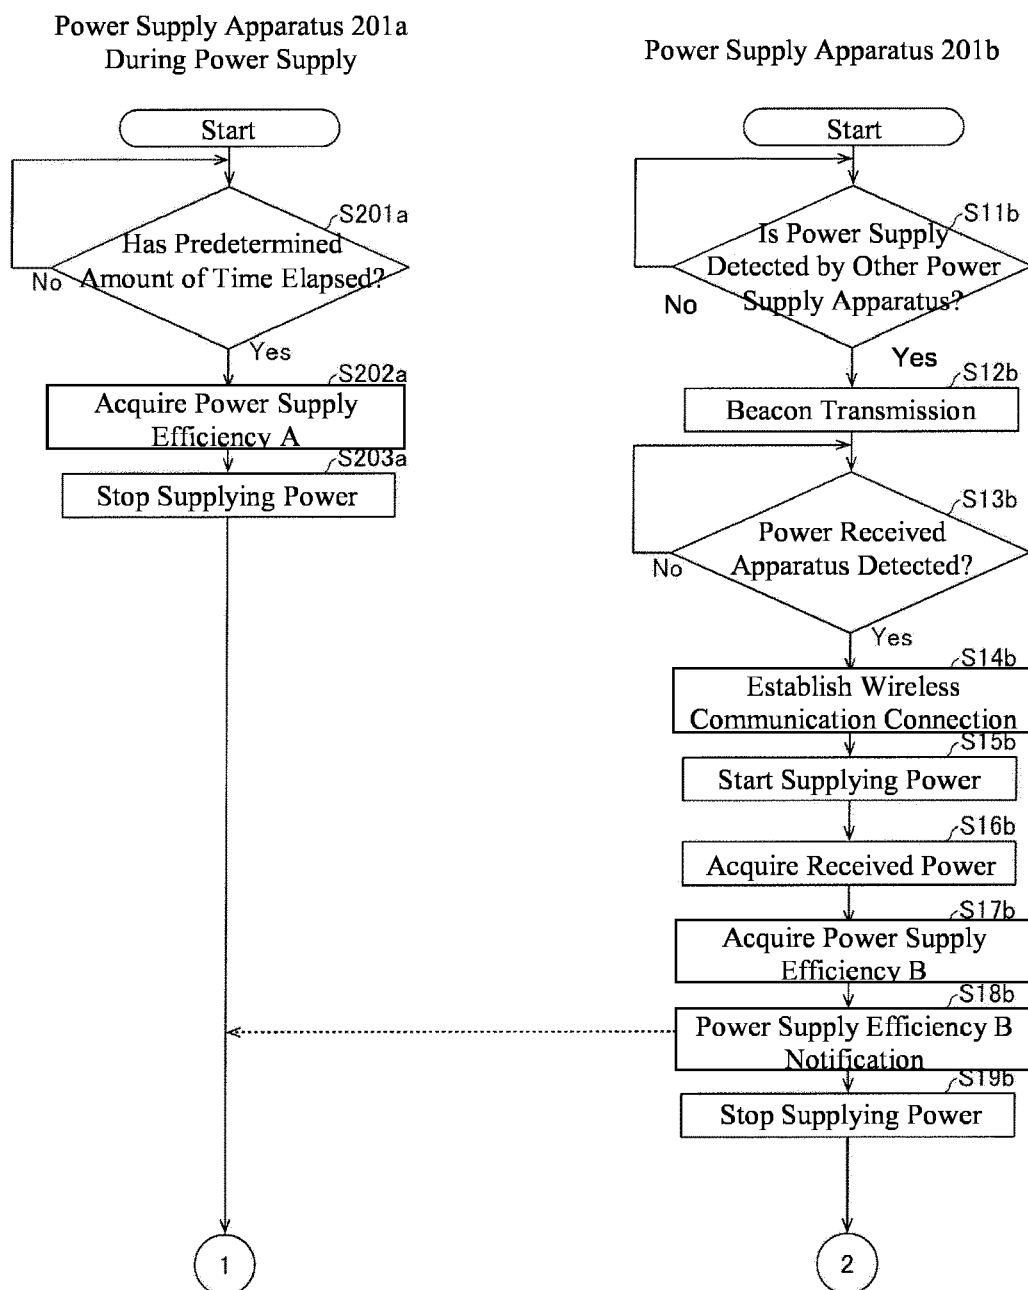 Power Supply Apparatus 201a
During Power Supply
Start
S201a
Has Predetermined
Amount of Time Elapsed?
No
Yes
S202a
Acquire Power Supply
Efficiency A
S203a
Stop Supplying Power
1
Power Supply Apparatus 201b
Start
S11b
Is Power Supply
Detected by Other Power
Supply Apparatus?
No
Yes
S12b
Beacon Transmission
S13b
Power Received
Apparatus Detected?
No
Yes
S14b
Establish Wireless
Communication Connection
S15b
Start Supplying Power
S16b
Acquire Received Power
S17b
Acquire Power Supply
Efficiency B
S18b
Power Supply Efficiency B
Notification
S19b
Stop Supplying Power
2